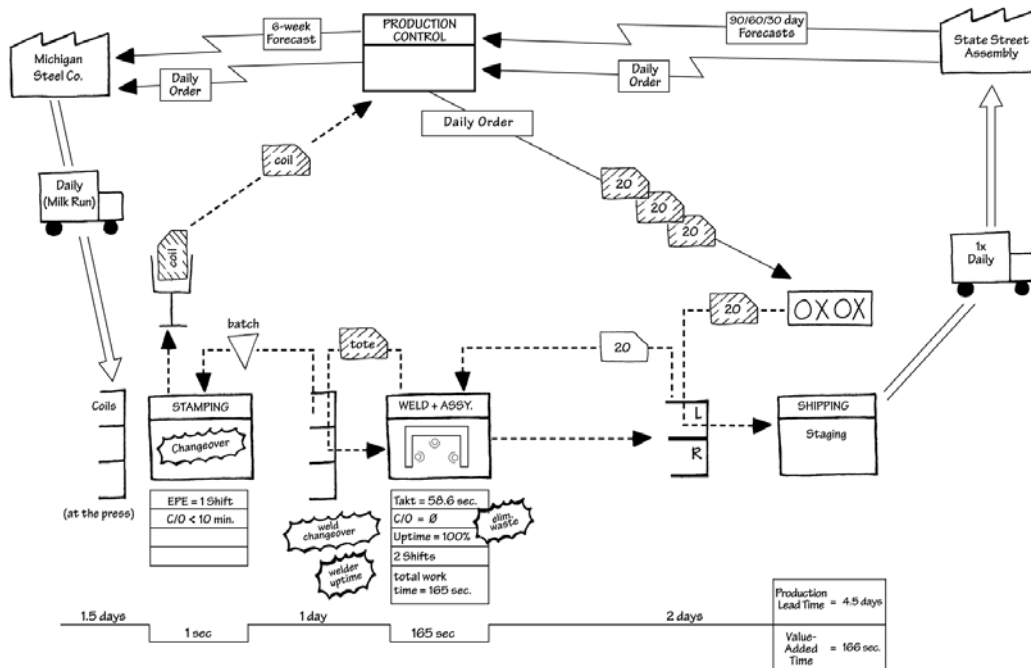 6-week
Forecast
PRODUCTION
CONTROL
90/60/30 day
Forecasts
Michigan
Steel Co.
State Street
Assembly
Daily
Order
Daily
Order
Daily Order
coil
20
20
20
Daily
(Milk Run)
coil
1x
Daily
batch
tote
20
20
OXOX
Coils
STAMPING
Changeover
WELD + ASSY.
L
R
SHIPPING
Staging
(at the press)
EPE = 1 Shift
C/O < 10 min.
weld
changeover
welder
uptime
Takt = 58.6 sec.
C/O = Ø
Uptime = 100%
2 Shifts
total work
time = 165 sec.
elim.
waste
1.5 days
1 sec
1 day
165 sec
2 days
Production
Lead Time = 4.5 days
Value-
Added = 166 sec.
Time